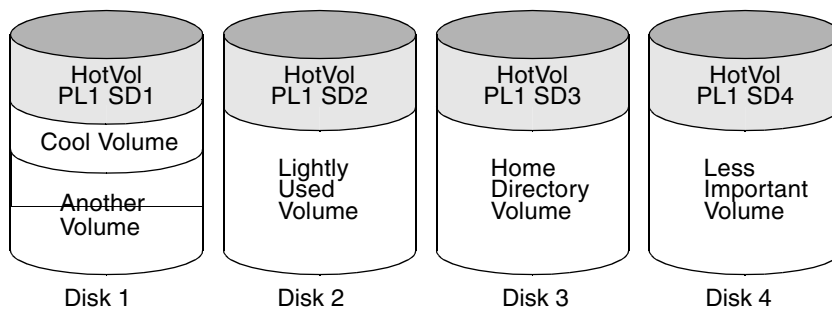 HotVol
PL1 SD1
Cool Volume
Another
Volume
Disk 1
HotVol
PL1 SD2
Lightly
Used
Volume
Disk 2
HotVol
PL1 SD3
Home
Directory
Volume
Disk 3
HotVol
PL1 SD4
Less
Important
Volume
Disk 4